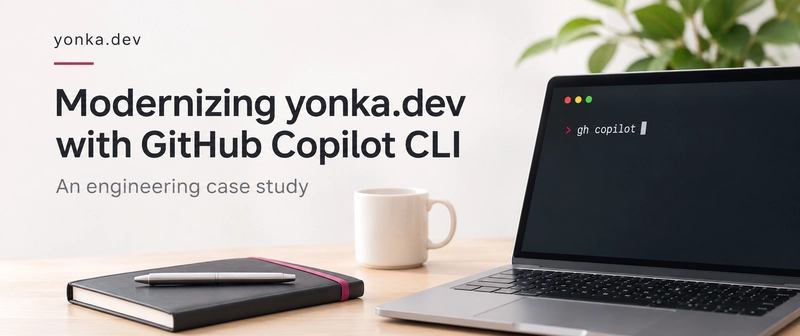 yonka.dev
Modernizing yonka.dev
with GitHub Copilot CLI
An engineering case study
> gh copilot